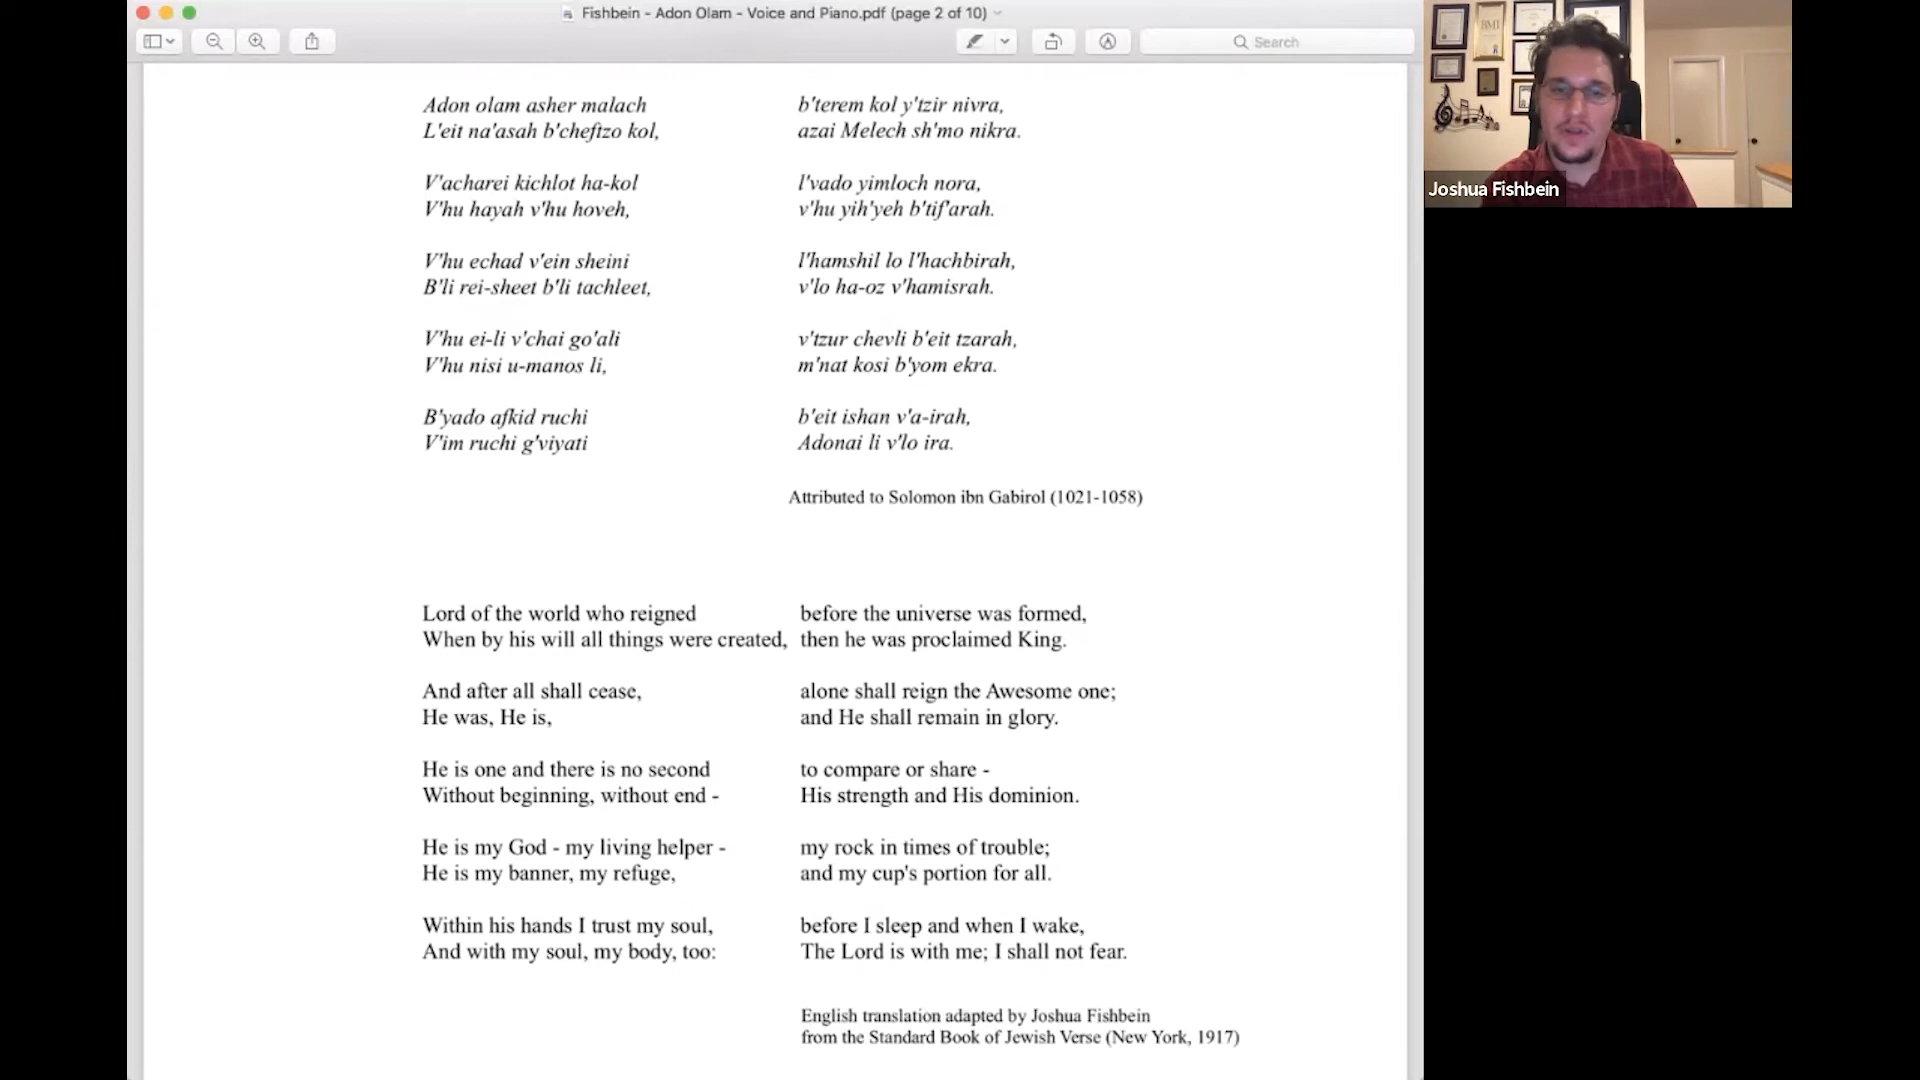 Fishbein - Adon Olam - Voice and Piano.pdf (page 2 of 10)
Search
Adon olam asher malach b'terem kol y'tzir nivra,
L'eit na'asah b'cheftzo kol, azai Melech sh'mo nikra.
V'acharei kichlot ha-kol l'vado yimloch nora,
V'hu hayah v'hu hoveh, v'hu yih'yeh b'tif'arah.
V'hu echad v'ein sheini l'hamshil lo l'hachbirah,
B'li rei-sheet b'li tachleet, v'lo ha-oz v'hamisrah.
V'hu ei-li v'chai go'ali v'tzur chevli b'eit tzarah,
V'hu nisi u-manos li, m'nat kosi b'yom ekra.
B'yado afkid ruchi b'eit ishan v'a-irah,
V'im ruchi g'viyati Adonai li v'lo ira.
Attributed to Solomon ibn Gabirol (1021-1058)
Lord of the world who reigned before the universe was formed,
When by his will all things were created, then he was proclaimed King.
And after all shall cease, alone shall reign the Awesome one;
He was, He is, and He shall remain in glory.
He is one and there is no second to compare or share -
Without beginning, without end - His strength and His dominion.
He is my God - my living helper - my rock in times of trouble;
He is my banner, my refuge, and my cup's portion for all.
Within his hands I trust my soul, before I sleep and when I wake,
And with my soul, my body, too: The Lord is with me; I shall not fear.
English translation adapted by Joshua Fishbein
from the Standard Book of Jewish Verse (New York, 1917)
BMI
Joshua Fishbein